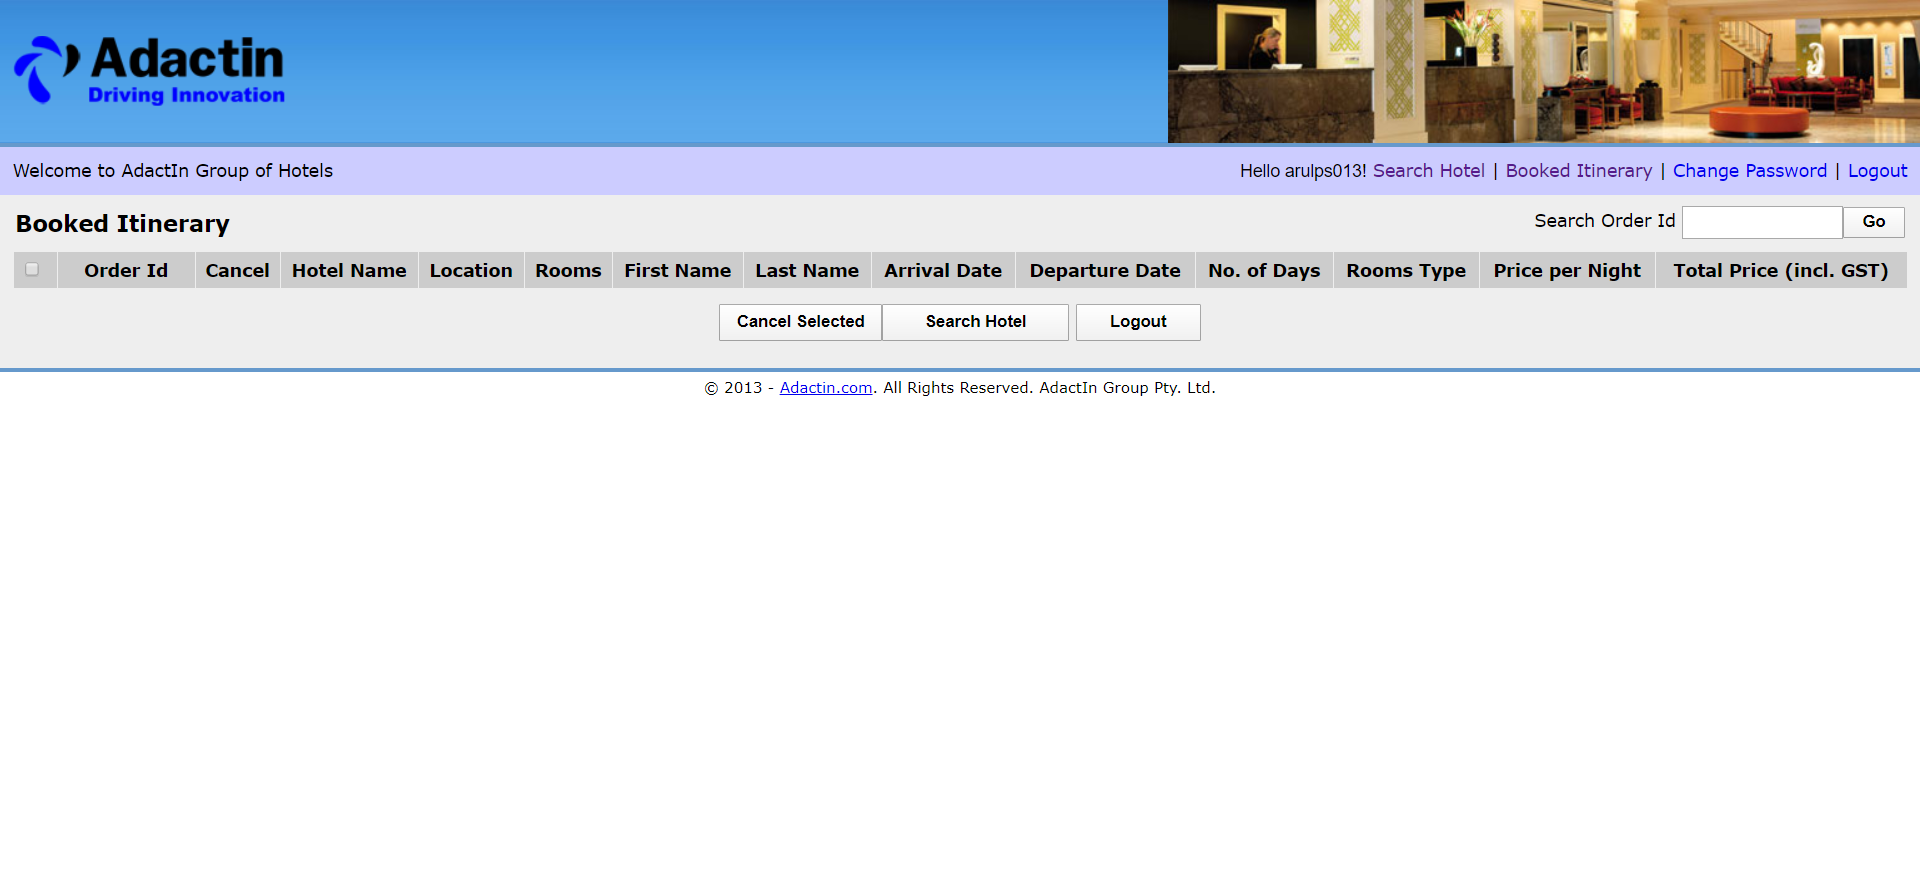 Adactin
Driving Innovation
Welcome to AdactIn Group of Hotels
Hello arulps013! Search Hotel | Booked Itinerary | Change Password | Logout
Booked Itinerary
Search Order Id Go
Order Id Cancel Hotel Name Location Rooms First Name Last Name Arrival Date Departure Date No. of Days Rooms Type Price per Night Total Price (incl. GST)
Cancel Selected Search Hotel Logout
© 2013 - Adactin.com. All Rights Reserved. AdactIn Group Pty. Ltd.